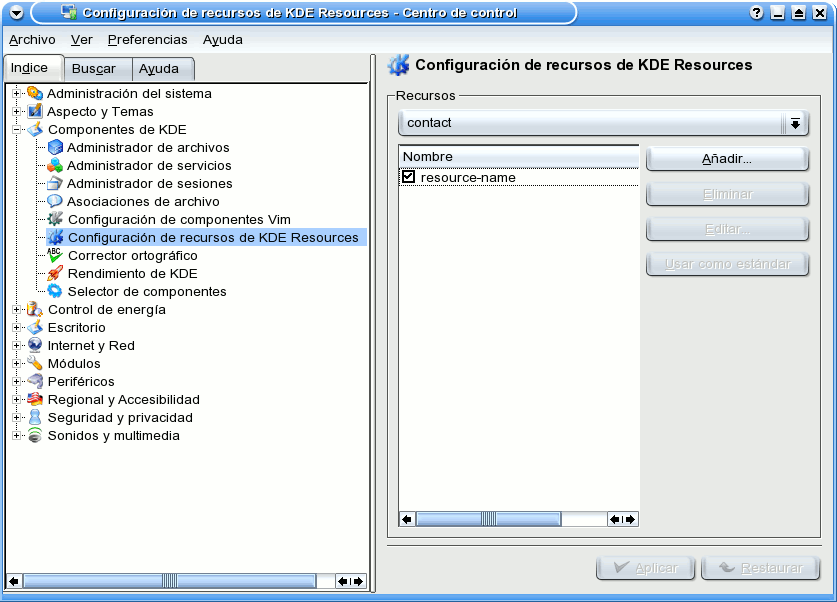 Configuración de recursos de KDE Resources - Centro de control
Archivo Ver Preferencias Ayuda
Indice Buscar Ayuda
Administración del sistema
Aspecto y Temas
Componentes de KDE
Administrador de archivos
Administrador de servicios
Administrador de sesiones
Asociaciones de archivo
Configuración de componentes Vim
Configuración de recursos de KDE Resources
ABC
Corrector ortográfico
Rendimiento de KDE
Selector de componentes
Control de energía
Escritorio
Internet y Red
Módulos
Periféricos
Regional y Accesibilidad
Seguridad y privacidad
Sonidos y multimedia
Configuración de recursos de KDE Resources
Recursos
contact
Nombre
resource-name
Añadir...
Eliminar
Editar...
Usar como estándar
Aplicar
Restaurar